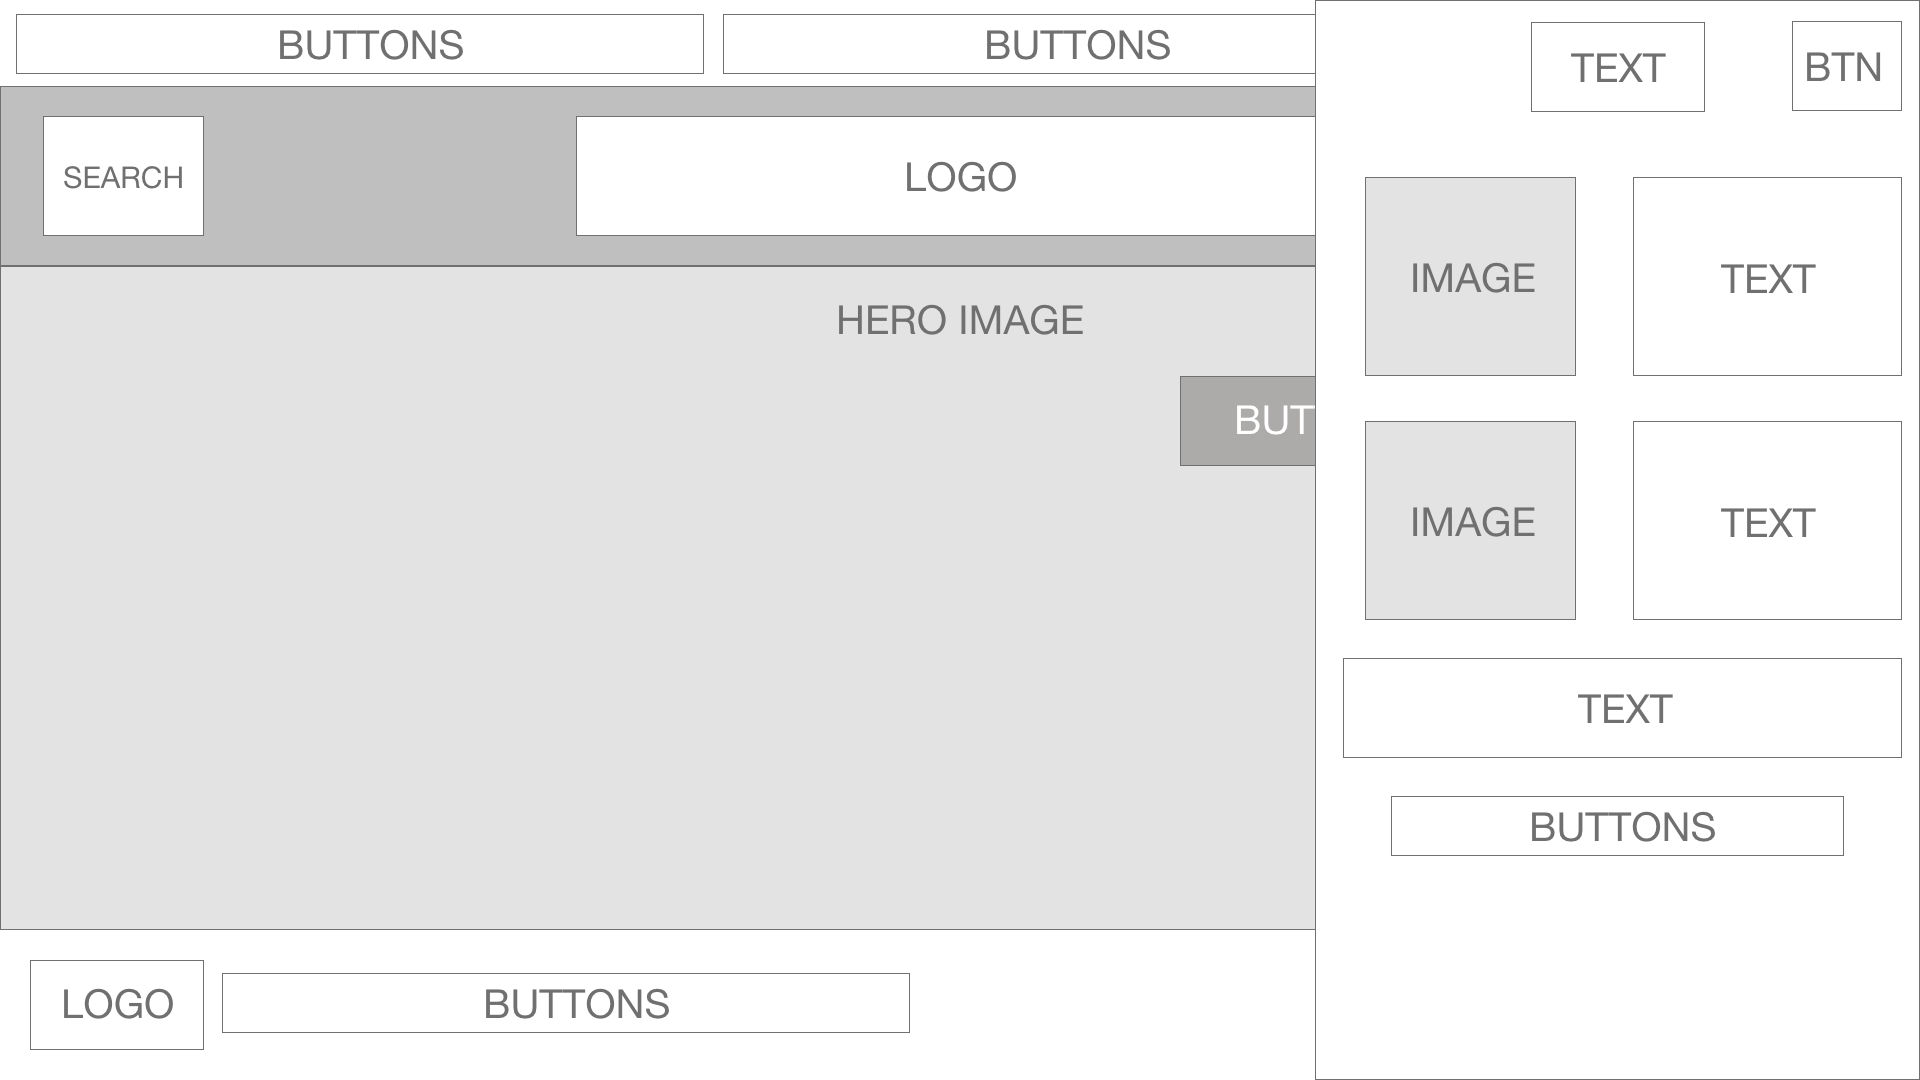 BUTTONS
BUTTONS
SEARCH
LOGO
HERO IMAGE
BUT
LOGO
BUTTONS
TEXT
BTN
IMAGE
TEXT
IMAGE
TEXT
TEXT
BUTTONS